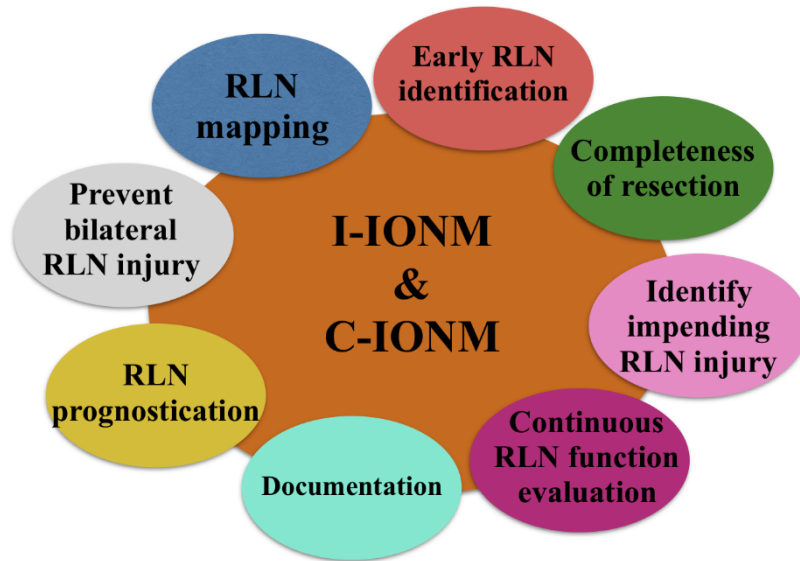 RLN
mapping
Early RLN
identification
Completeness
of resection
Prevent
bilateral
RLN injury
I-IONM
&
C-IONM
Identify
impending
RLN injury
RLN
prognostication
Documentation
Continuous
RLN function
evaluation